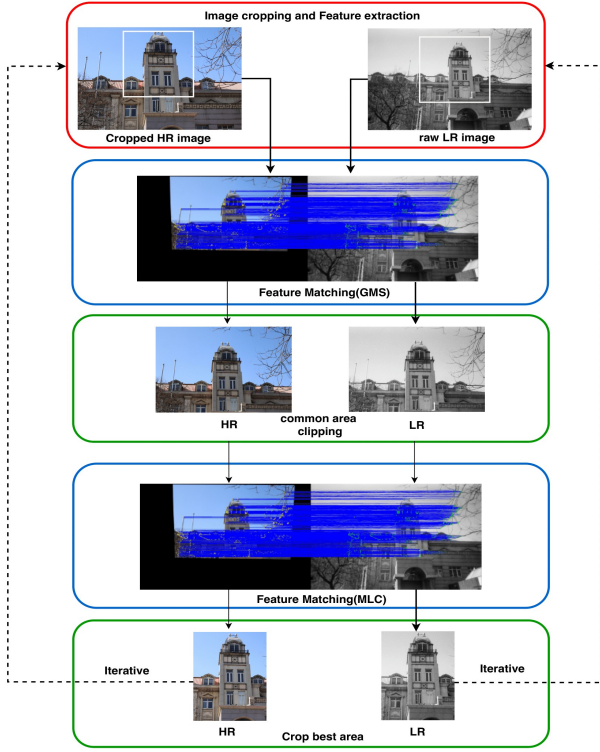 Image cropping and Feature extraction
Cropped HR image
raw LR image
Feature Matching(GMS)
HR
common area
clipping
LR
Feature Matching(MLC)
Iterative
Iterative
HR
LR
Crop best area